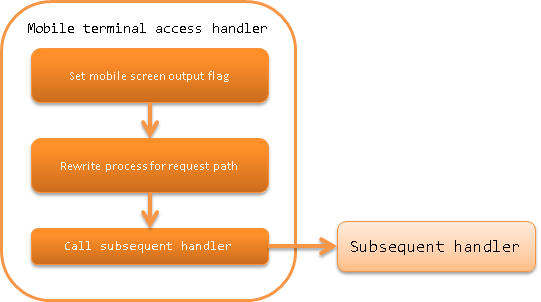 Mobile terminal access handler
Set mobile screen output flag
Rewrite process for request path
Call subsequent handler
Subsequent handler